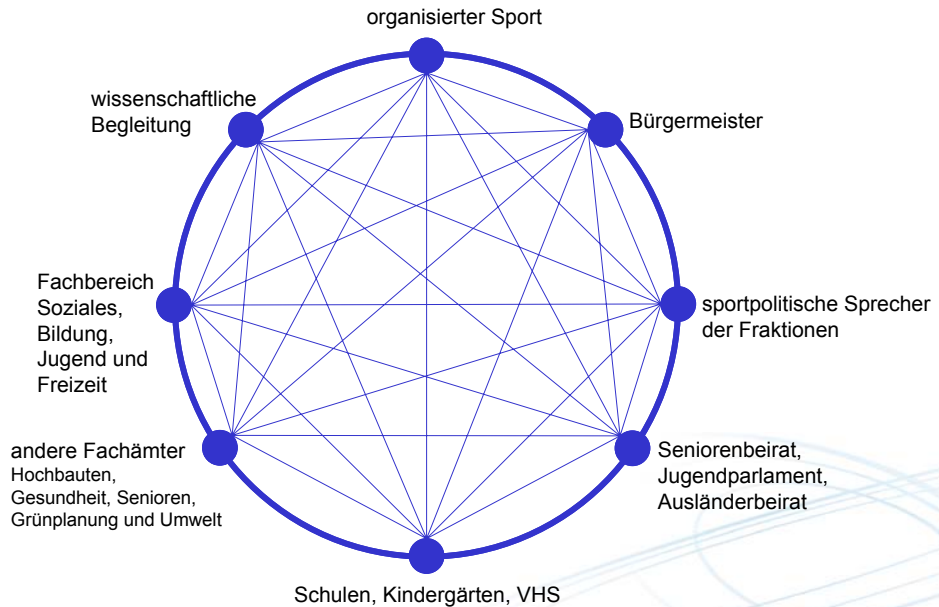 organisierter Sport
wissenschaftliche
Begleitung
Bürgermeister
Fachbereich
Soziales,
Bildung,
Jugend und
Freizeit
sportpolitische Sprecher
der Fraktionen
andere Fachämter
Hochbauten,
Gesundheit, Senioren,
Grünplanung und Umwelt
Seniorenbeirat,
Jugendparlament,
Ausländerbeirat
Schulen, Kindergärten, VHS